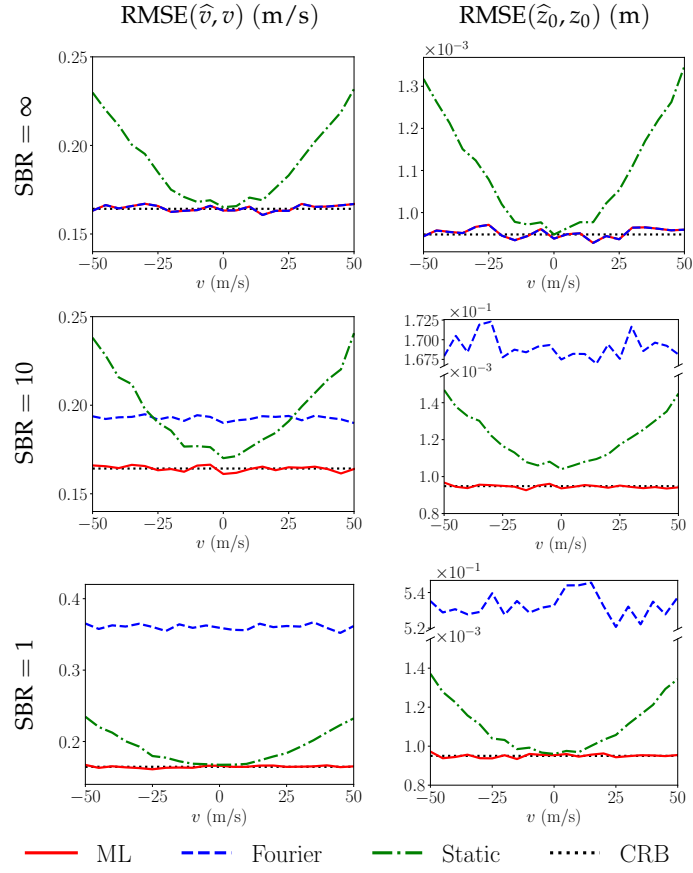 RMSE(v̂, v) (m/s) RMSE(ẑ₀, z₀) (m)
×10⁻³
SBR = ∞
0.25
0.20
0.15
−50 −25 0 25 50
v (m/s)
1.3
1.2
1.1
1.0
−50 −25 0 25 50
v (m/s)
SBR = 10
0.25
0.20
0.15
−50 −25 0 25 50
v (m/s)
×10⁻¹
1.725
1.700
1.675
×10⁻³
1.4
1.2
1.0
0.8
−50 −25 0 25 50
v (m/s)
SBR = 1
0.4
0.3
0.2
−50 −25 0 25 50
v (m/s)
×10⁻¹
5.4
5.2
×10⁻³
1.4
1.2
1.0
0.8
−50 −25 0 25 50
v (m/s)
ML Fourier Static CRB